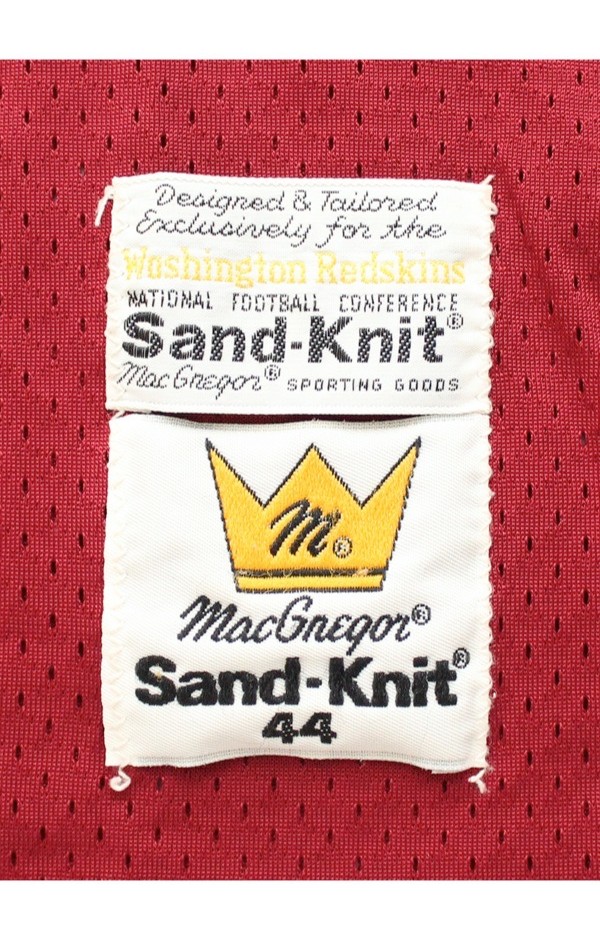 Designed & Tailored
Exclusively for the
Washington Redskins
NATIONAL FOOTBALL CONFERENCE
Sand-Knit®
MacGregor® SPORTING GOODS
M®
MacGregor®
Sand-Knit®
44